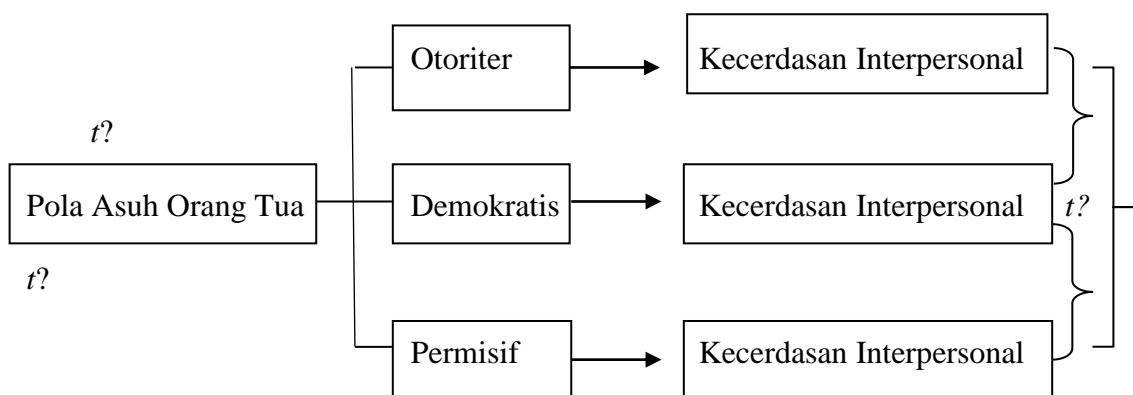 Otoriter
Kecerdasan Interpersonal
t?
Pola Asuh Orang Tua
Demokratis
Kecerdasan Interpersonal
t?
t?
Permisif
Kecerdasan Interpersonal